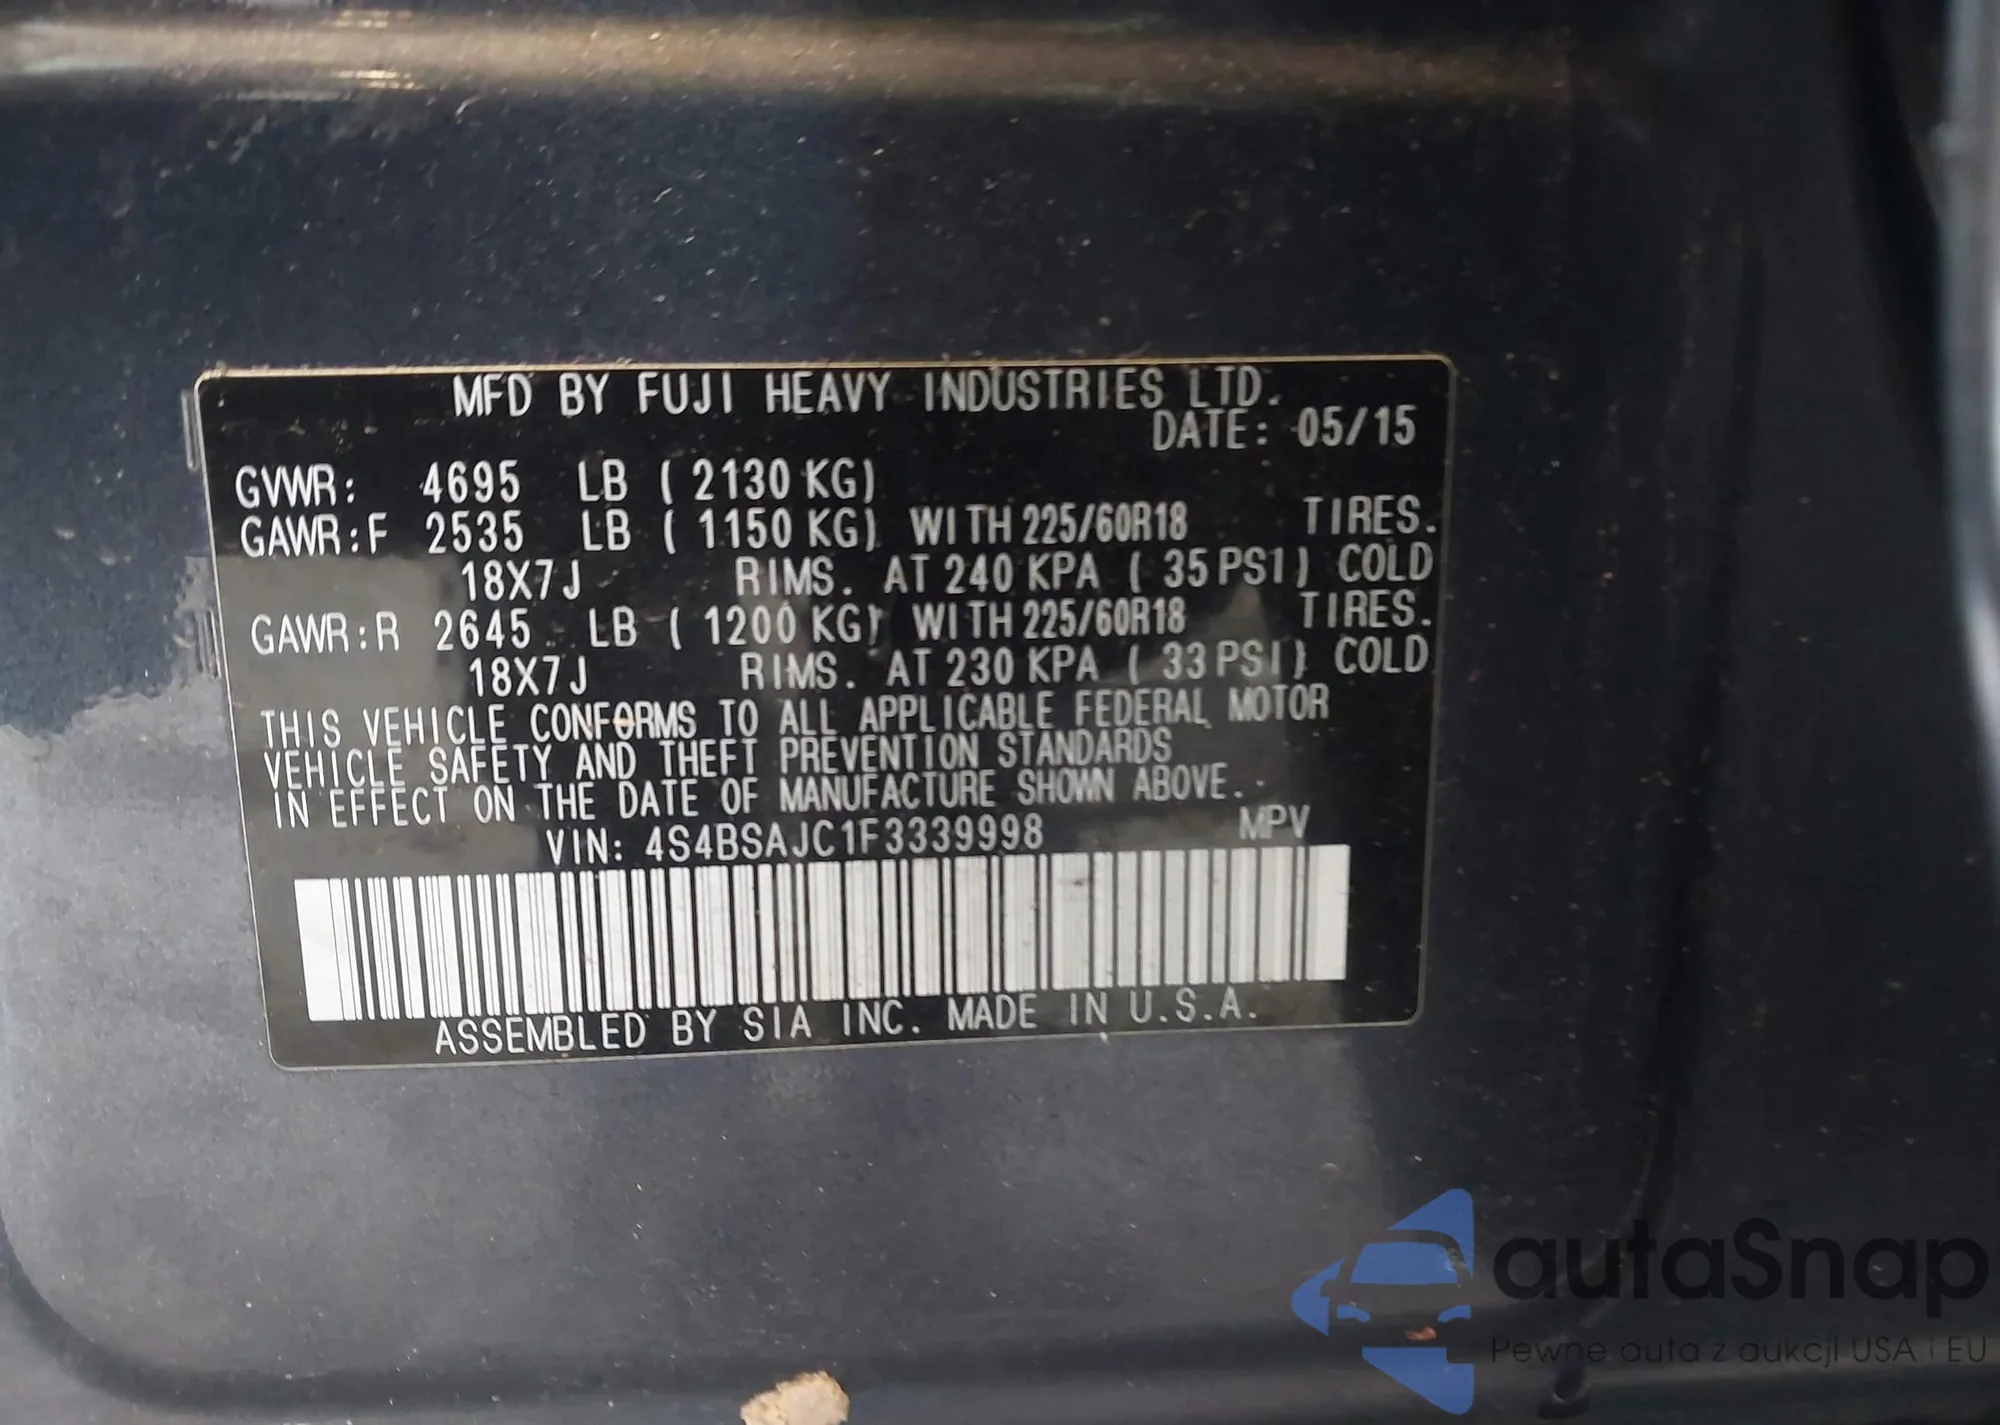 MFD BY FUJI HEAVY INDUSTRIES LTD.
DATE: 05/15
GVWR: 4695 LB ( 2130 KG)
GAWR:F 2535 LB ( 1150 KG) WITH 225/60R18 TIRES.
18X7J RIMS. AT 240 KPA ( 35 PSI) COLD
GAWR:R 2645 LB ( 1200 KG) WITH 225/60R18 TIRES.
18X7J RIMS. AT 230 KPA ( 33 PSI) COLD
THIS VEHICLE CONFORMS TO ALL APPLICABLE FEDERAL MOTOR
VEHICLE SAFETY AND THEFT PREVENTION STANDARDS
IN EFFECT ON THE DATE OF MANUFACTURE SHOWN ABOVE.
VIN: 4S4BSAJC1F3339998 MPV
ASSEMBLED BY SIA INC. MADE IN U.S.A.
autaSnap
Pewne auta z aukcji USA i EU